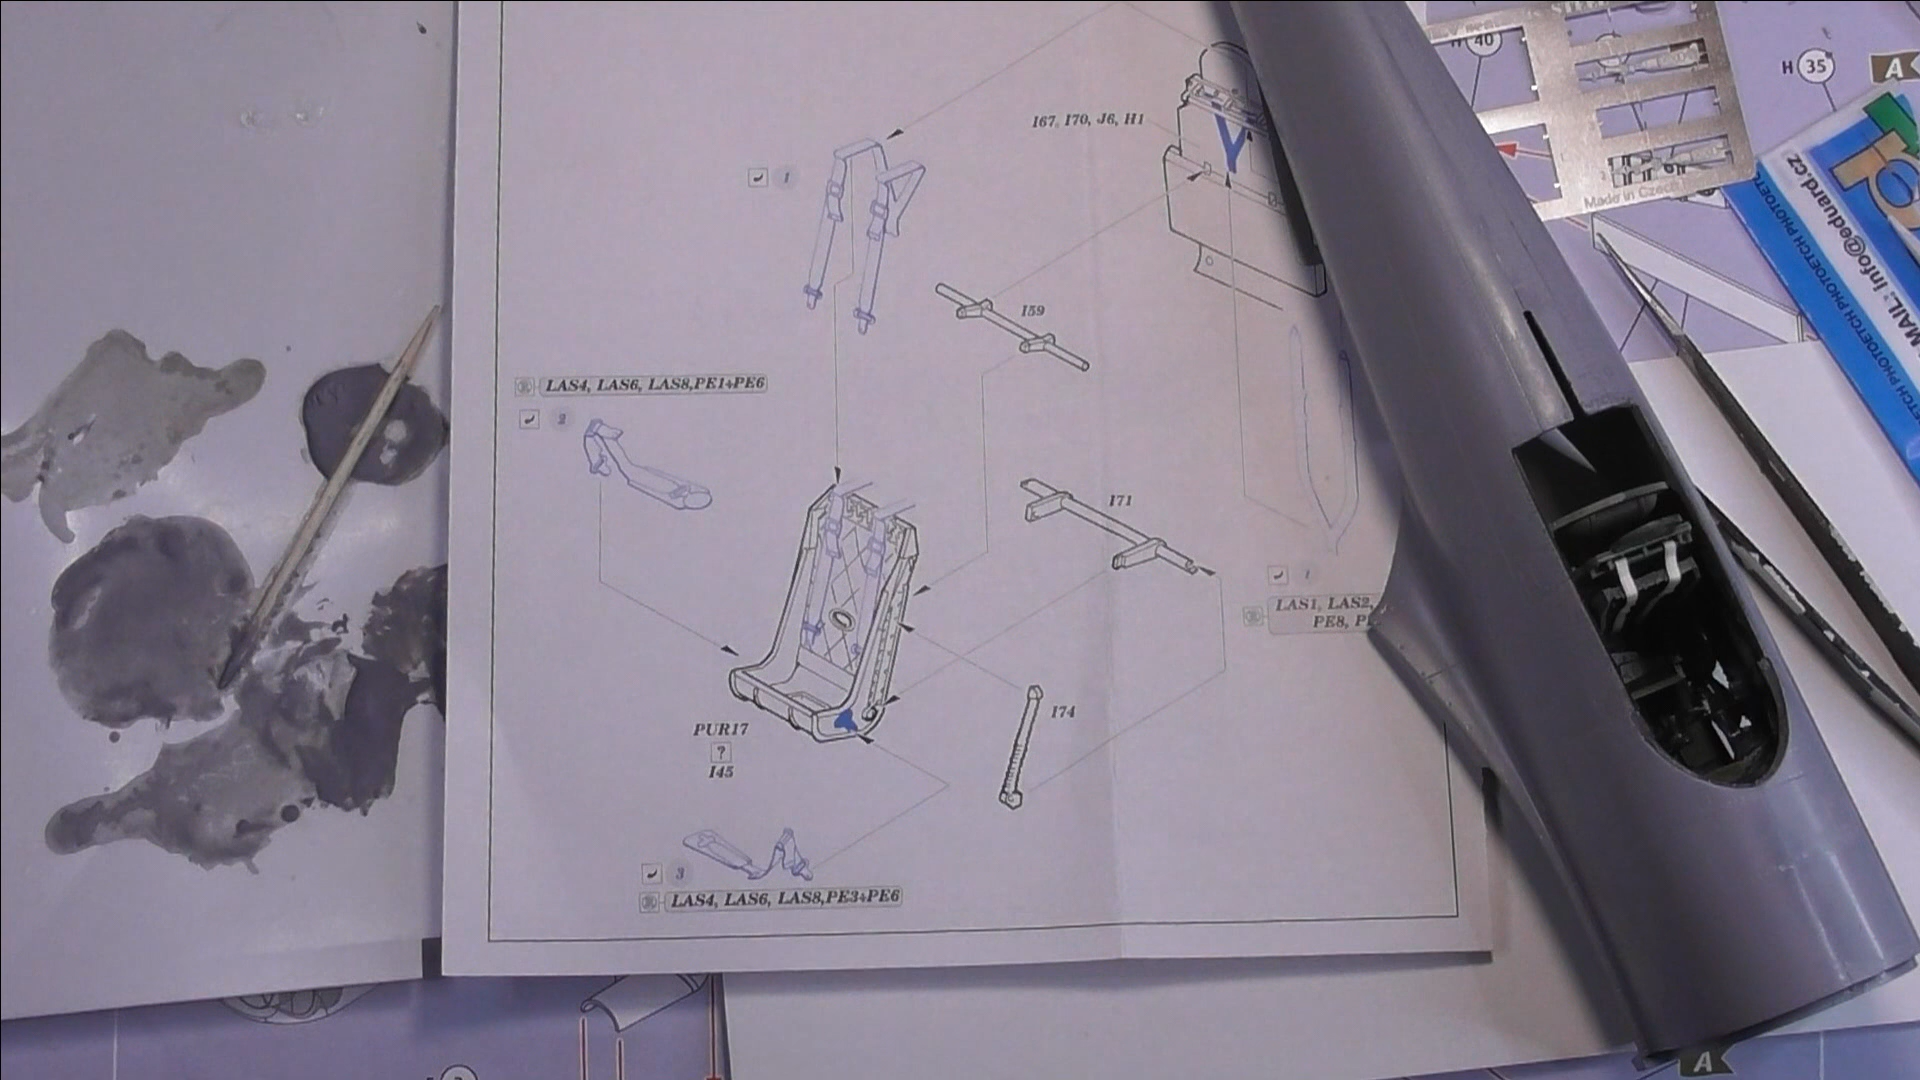 I67, I70, J6, H1
1
I59
LAS4, LAS6, LAS8,PE1+PE6
2
I71
1
LAS1, LAS2,
PE8,
PUR17
?
I45
I74
3
LAS4, LAS6, LAS8,PE3+PE6
H 40
H 35
A
Made in Czech
MAIL: info@eduard.cz
PHOTOETCH PHOTOETCH PHOTOETCH
A